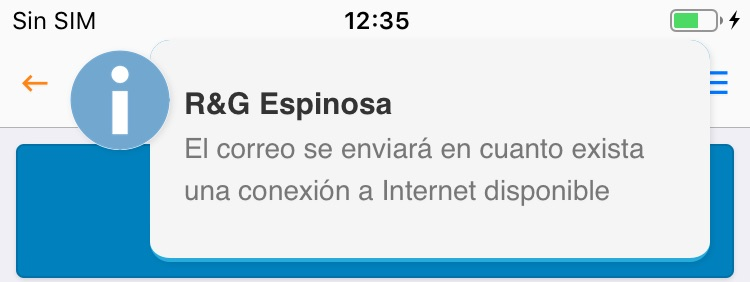 Sin SIM 12:35
R&G Espinosa
El correo se enviará en cuanto exista
una conexión a Internet disponible